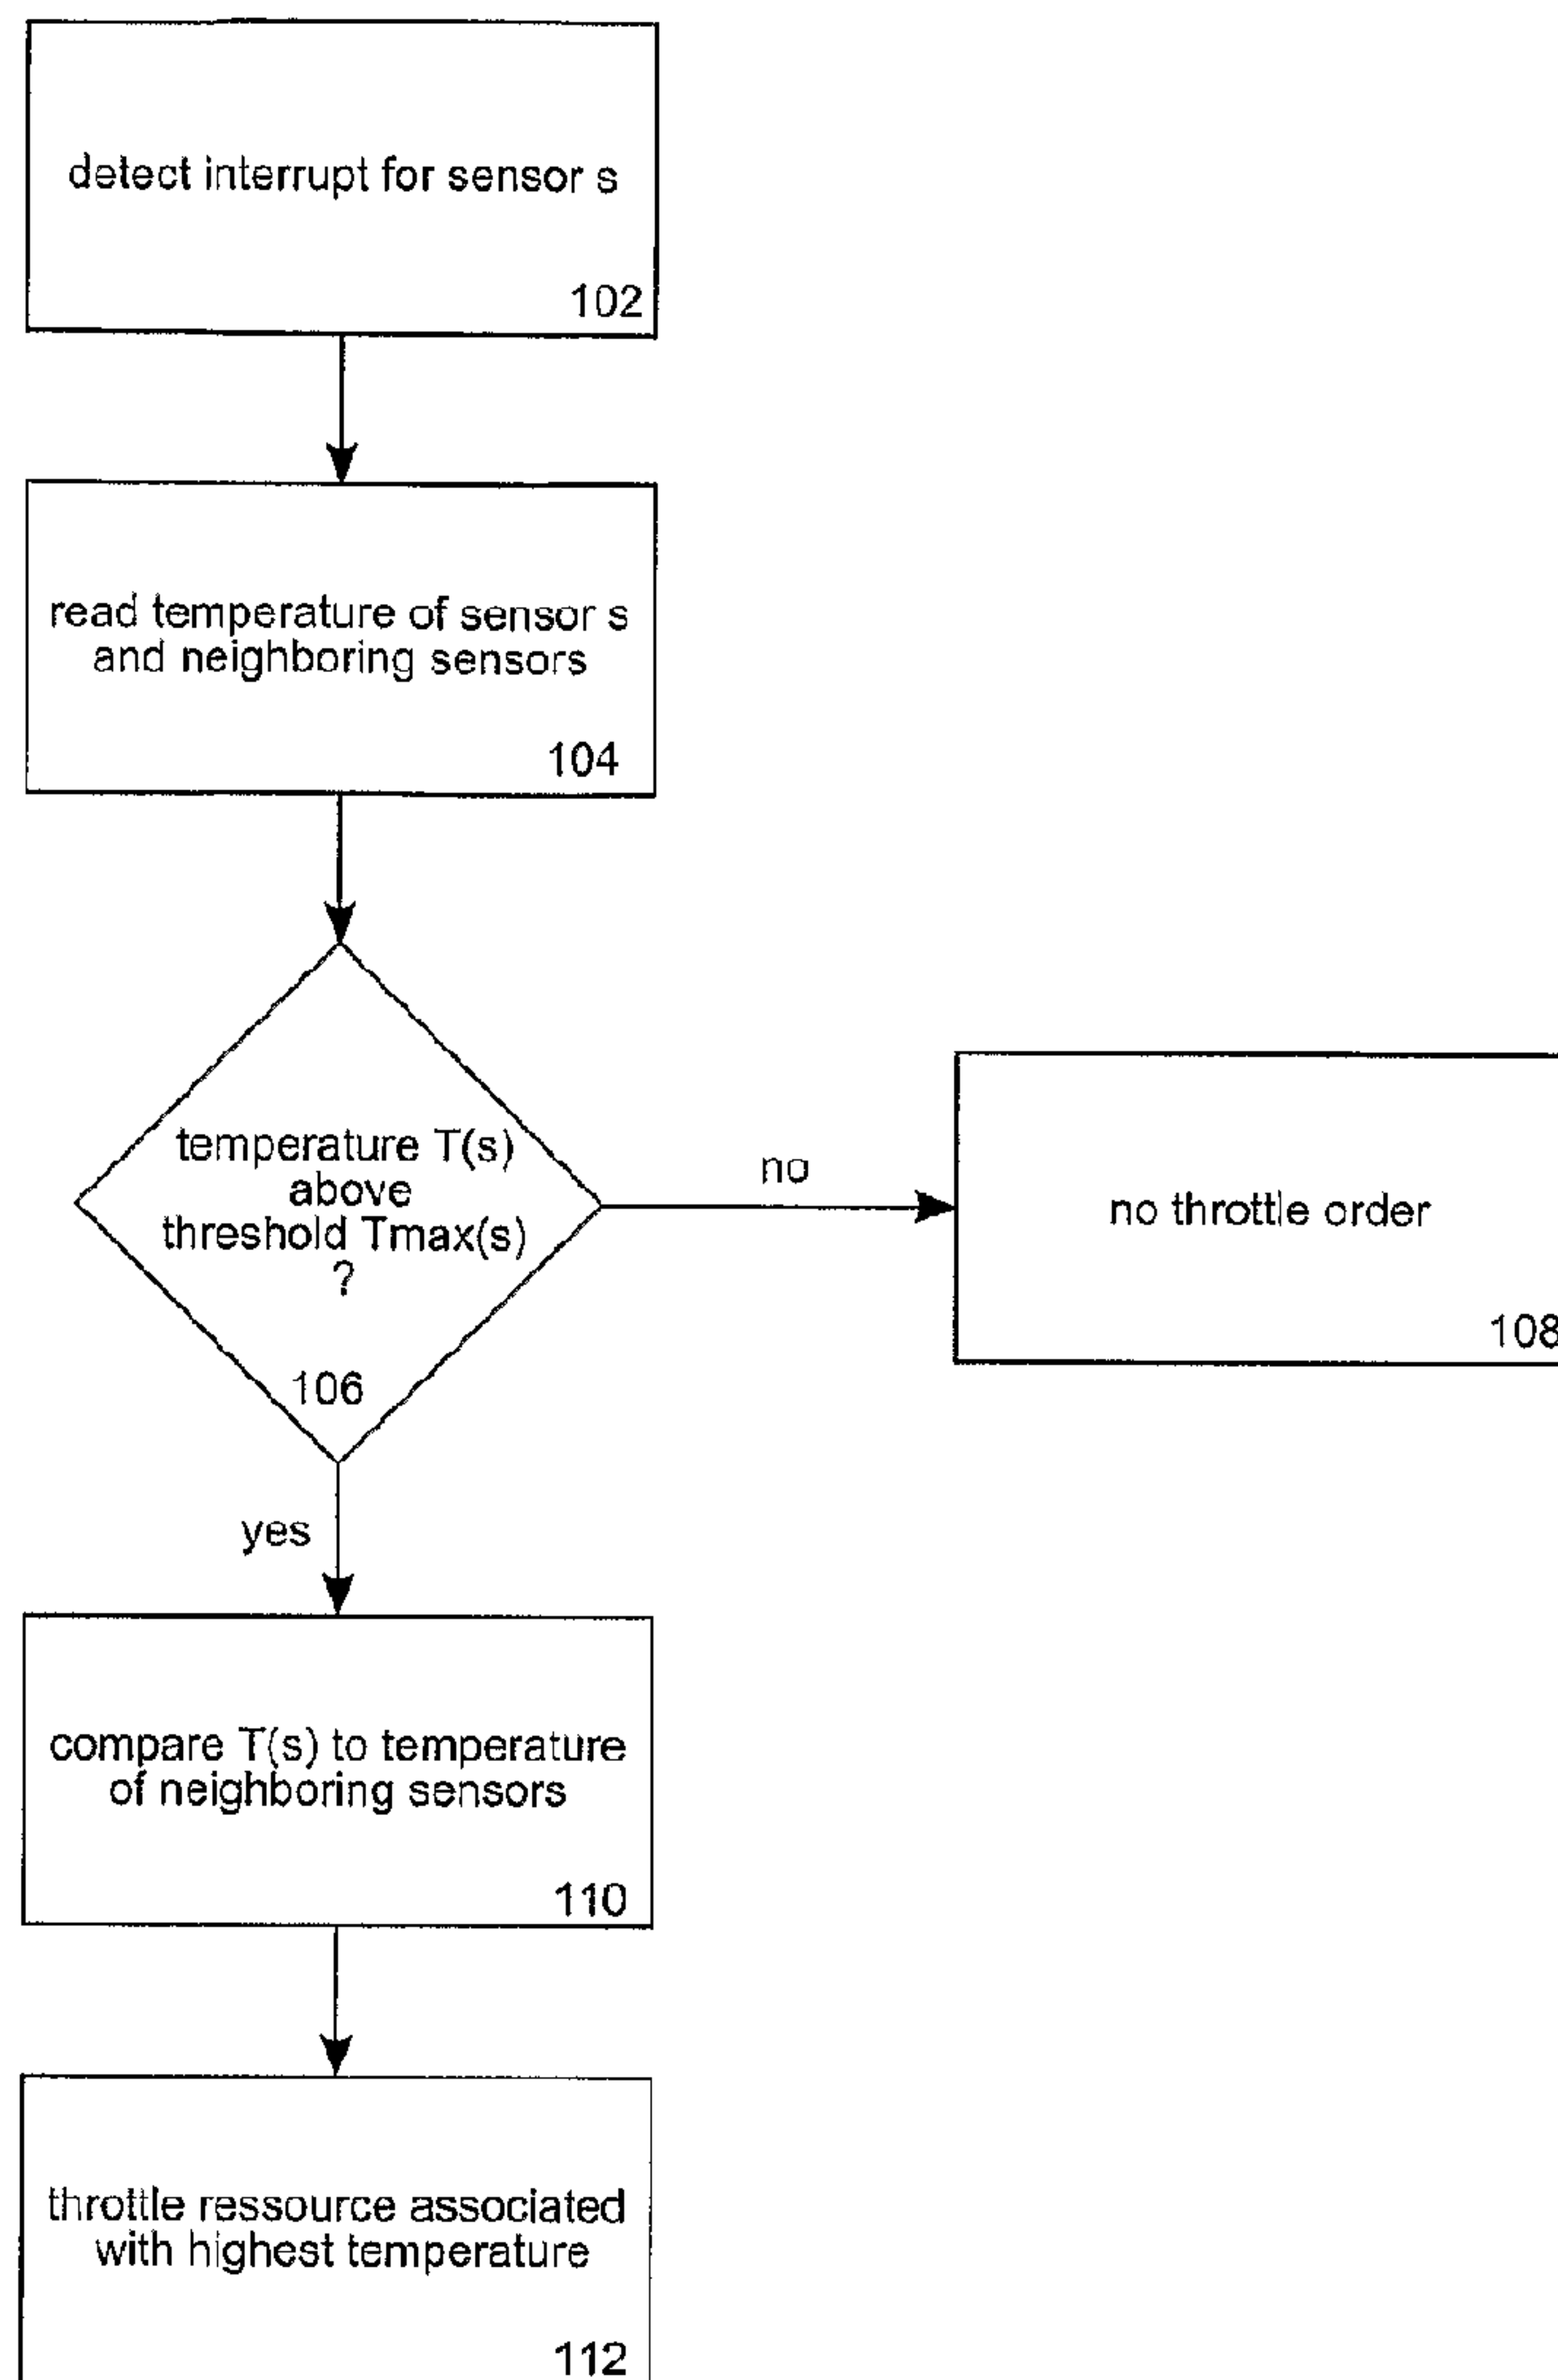 detect interrupt for sensor s
102
read temperature of sensor s
and neighboring sensors
104
temperature T(s)
above
threshold Tmax(s)
?
106
no
no throttle order
108
yes
compare T(s) to temperature
of neighboring sensors
110
throttle ressource associated
with highest temperature
112